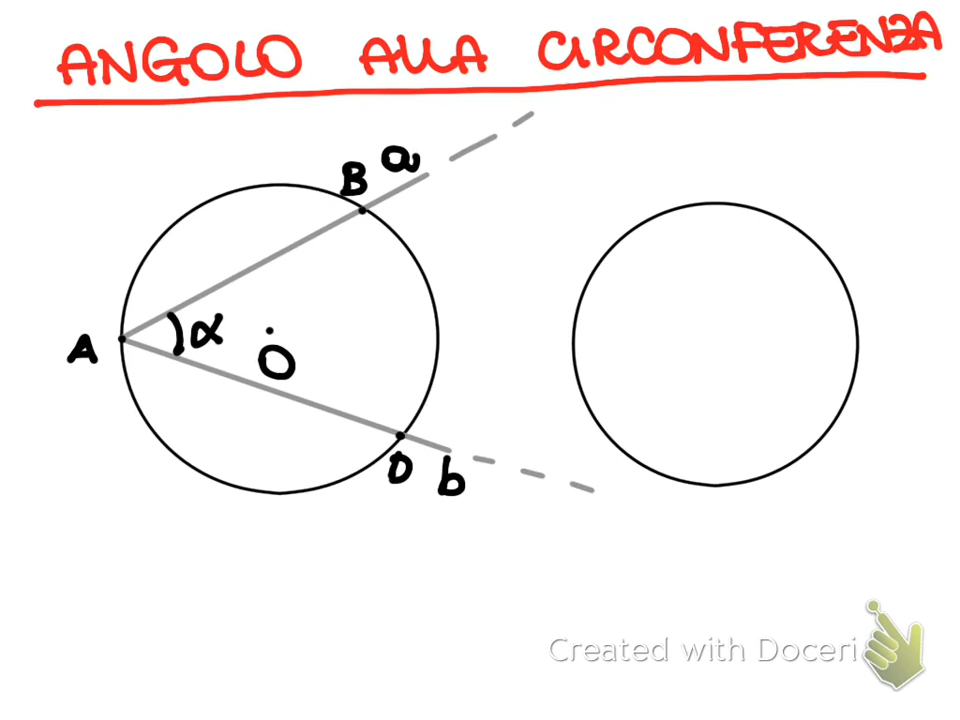 ANGOLO ALLA CIRCONFERENZA
B a
A α O
D b
Created with Doceri